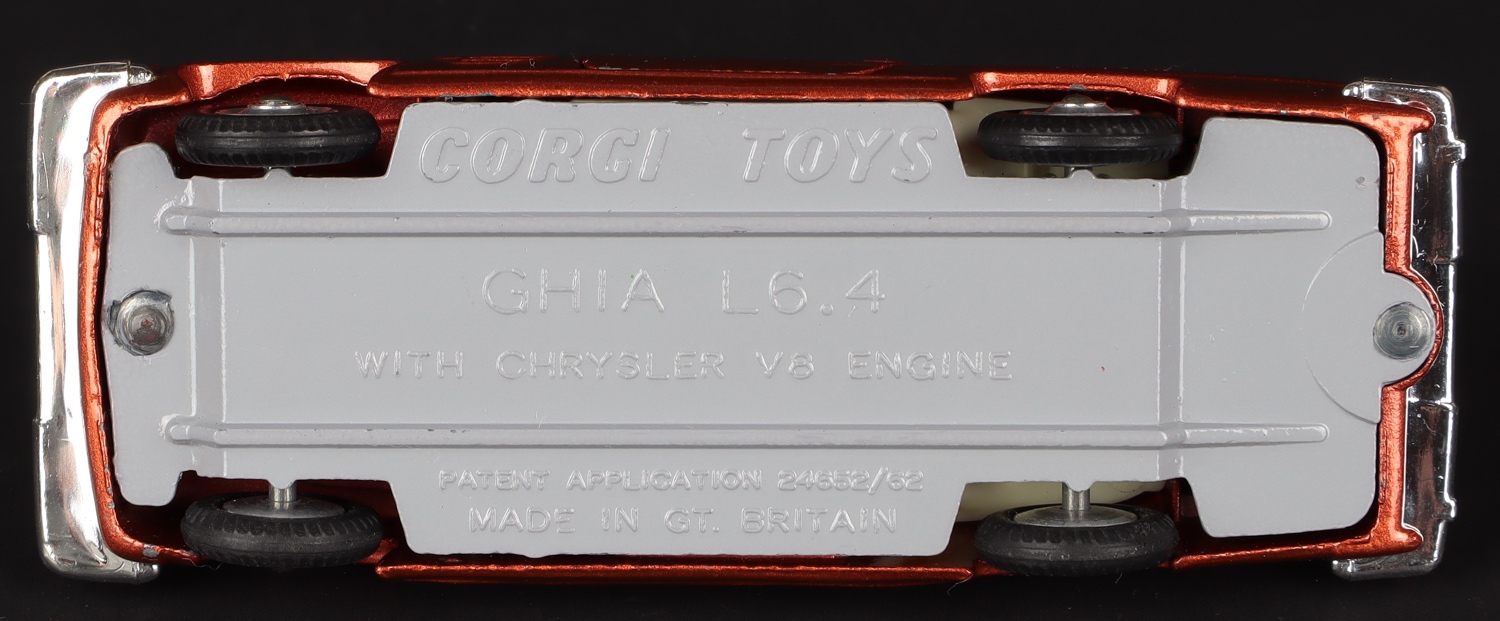 CORGI TOYS
GHIA L6.4
WITH CHRYSLER V8 ENGINE
PATENT APPLICATION 24652/62
MADE IN GT. BRITAIN